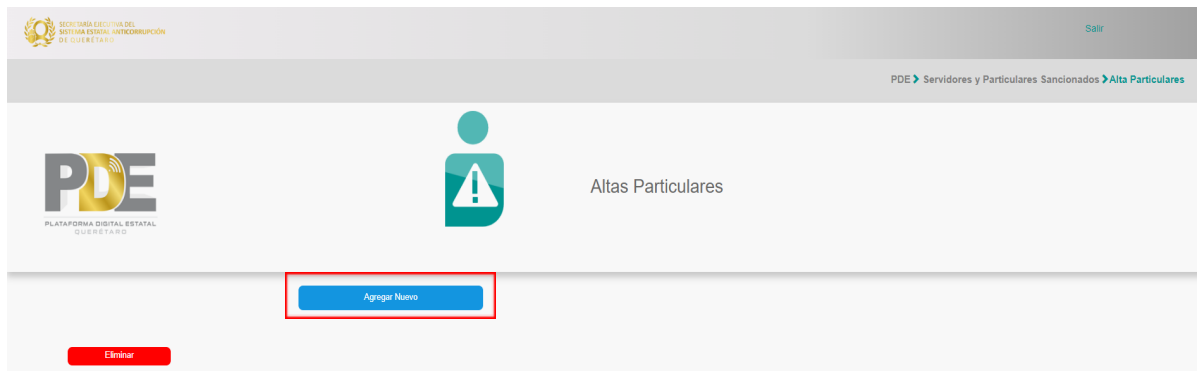 SECRETARÍA EJECUTIVA DEL
SISTEMA ESTATAL ANTICORRUPCIÓN
DE QUERÉTARO
Salir
PDE > Servidores y Particulares Sancionados > Alta Particulares
PDE
PLATAFORMA DIGITAL ESTATAL
QUERÉTARO
Altas Particulares
Agregar Nuevo
Eliminar